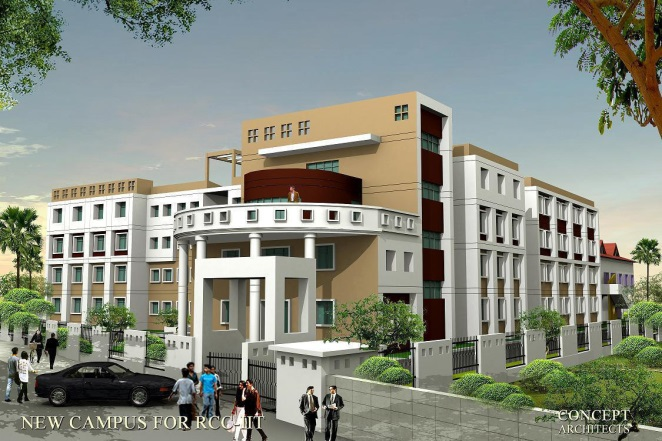 NEW CAMPUS FOR RCC-IIT
CONCEPT
ARCHITECTS